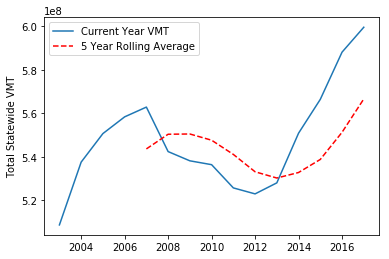 1e8
Current Year VMT
5 Year Rolling Average
Total Statewide VMT
6.0
5.8
5.6
5.4
5.2
2004 2006 2008 2010 2012 2014 2016